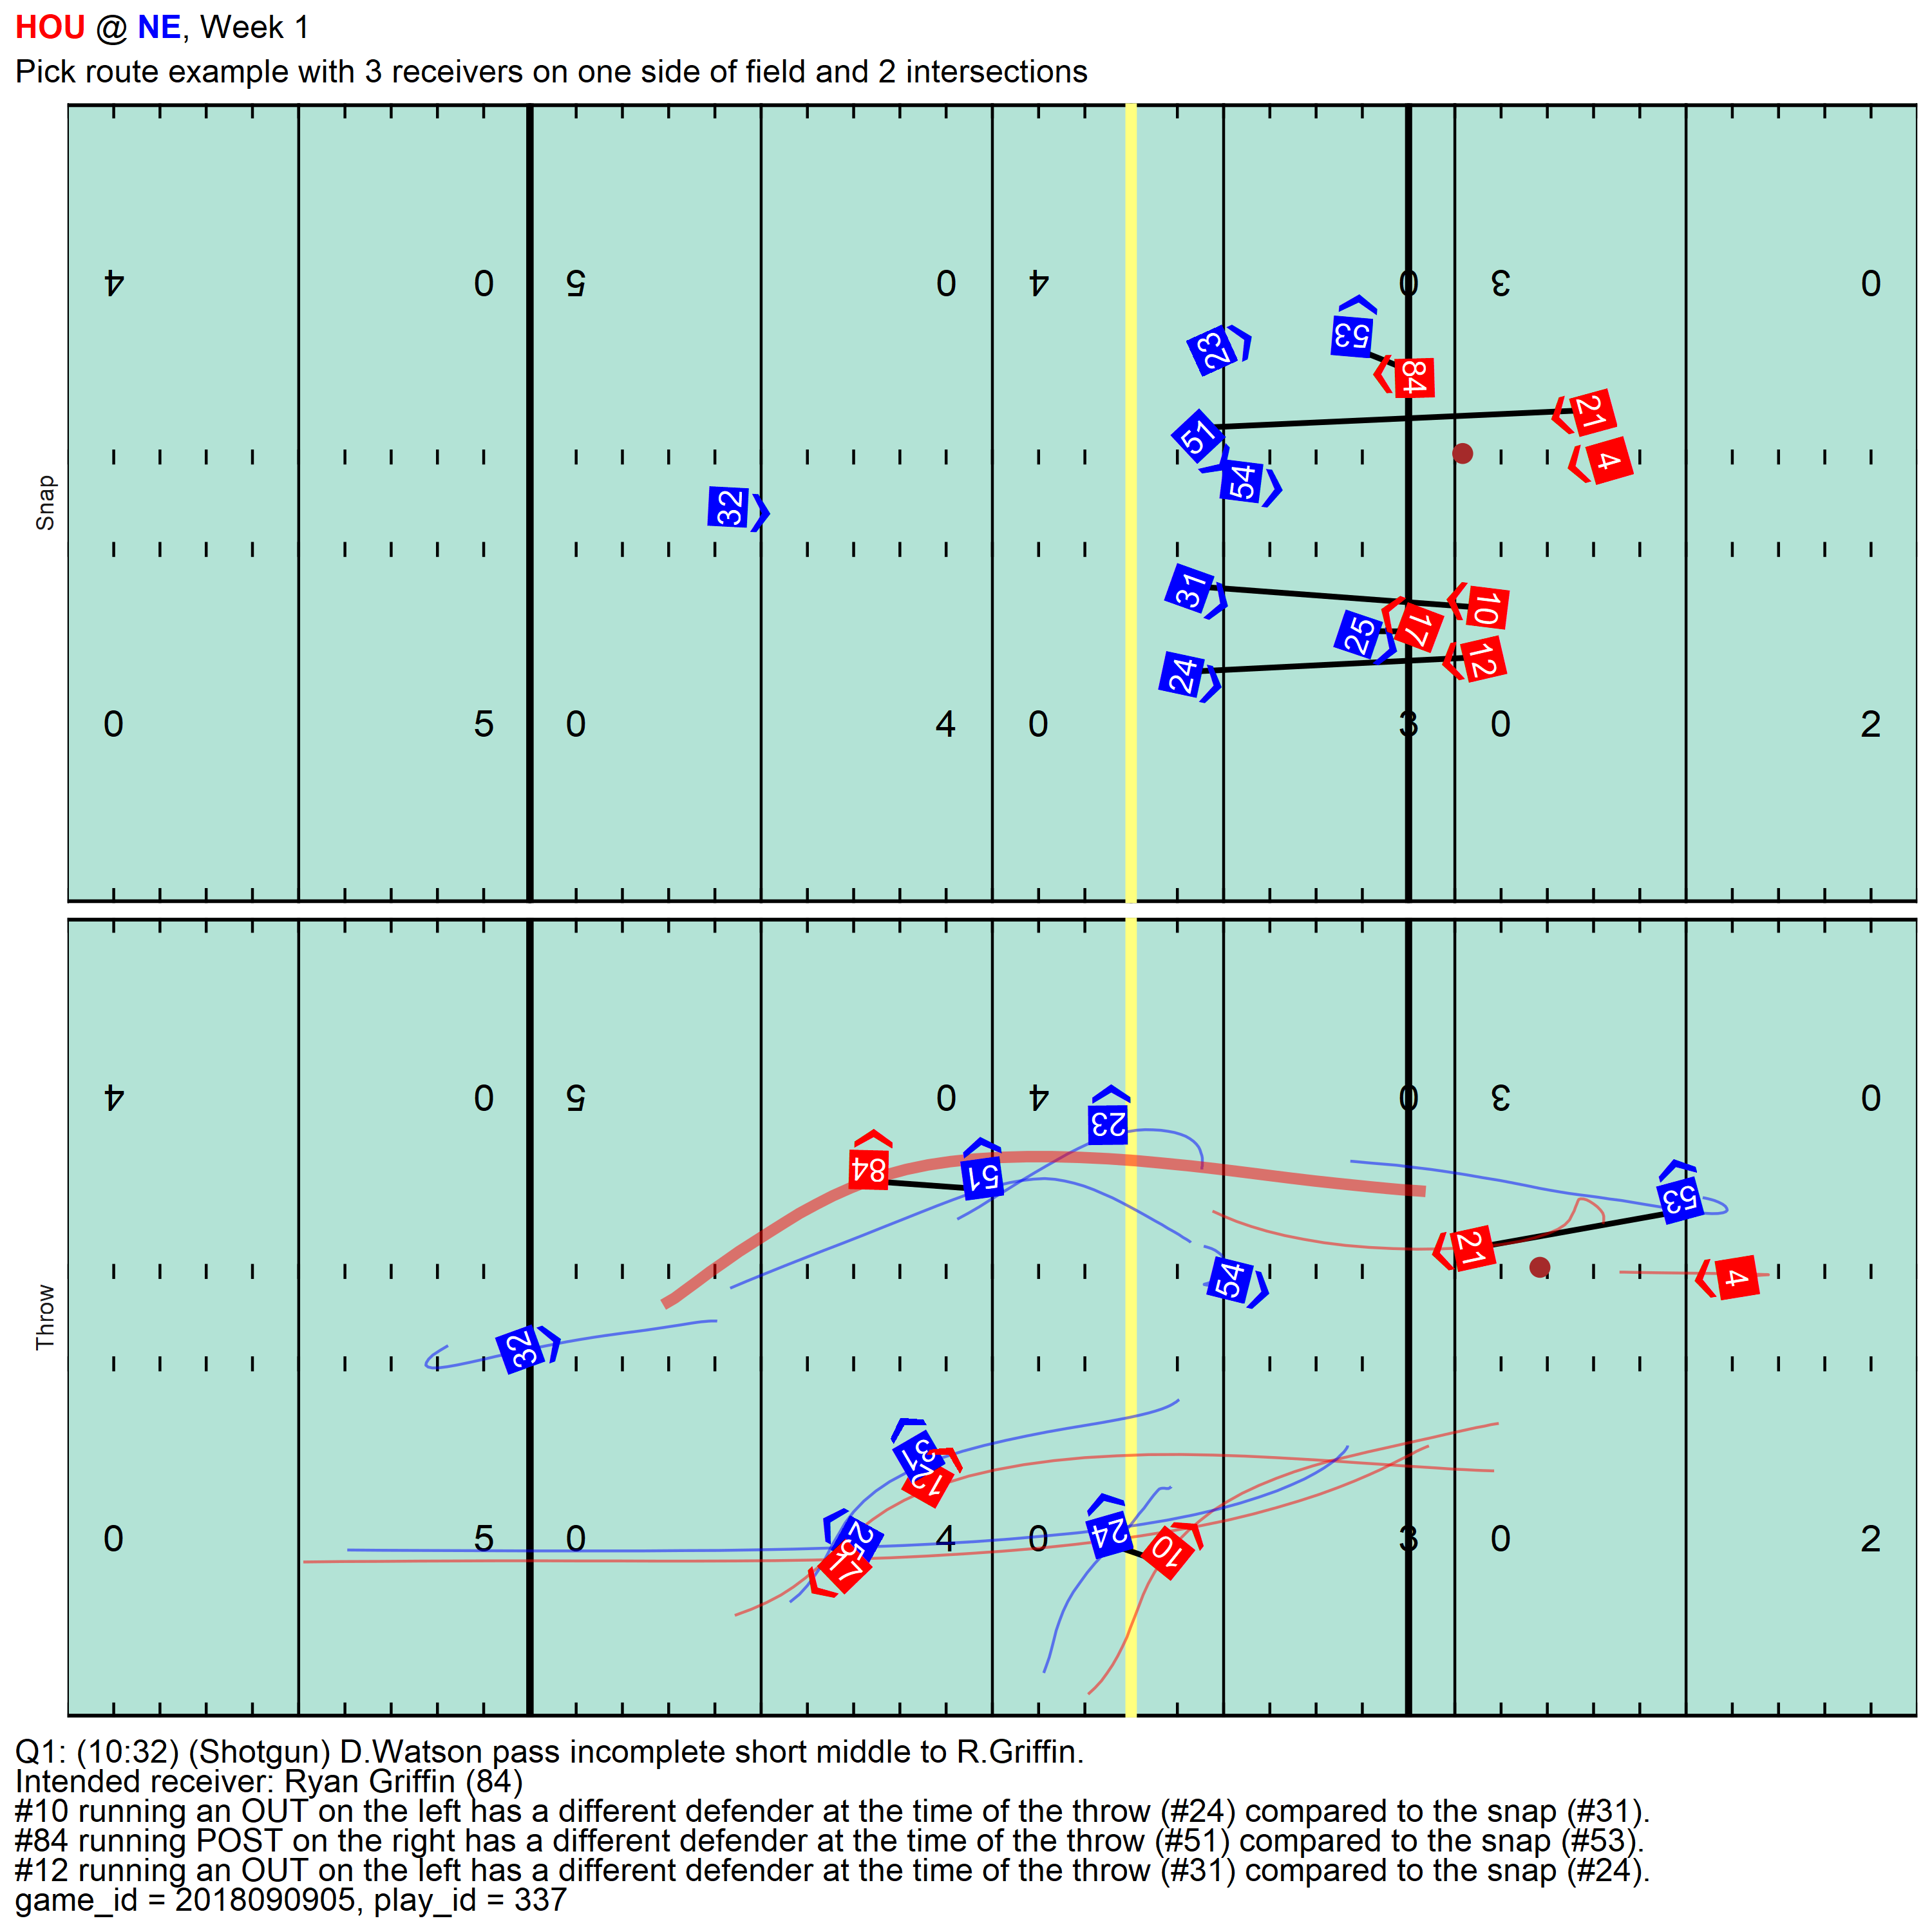 HOU @ NE, Week 1
Pick route example with 3 receivers on one side of field and 2 intersections
Snap
4 0 5 0 4 0 3 0
53
23
84
21
51
4
54
32
31
10
25
17
24
12
0 5 0 4 0 3 0 2
Throw
4 0 5 0 4 0 3 0
23
84
51
53
21
54
4
32
31
12
25
17
24
10
0 5 0 4 0 3 0 2
Q1: (10:32) (Shotgun) D.Watson pass incomplete short middle to R.Griffin.
Intended receiver: Ryan Griffin (84)
#10 running an OUT on the left has a different defender at the time of the throw (#24) compared to the snap (#31).
#84 running POST on the right has a different defender at the time of the throw (#51) compared to the snap (#53).
#12 running an OUT on the left has a different defender at the time of the throw (#31) compared to the snap (#24).
game_id = 2018090905, play_id = 337